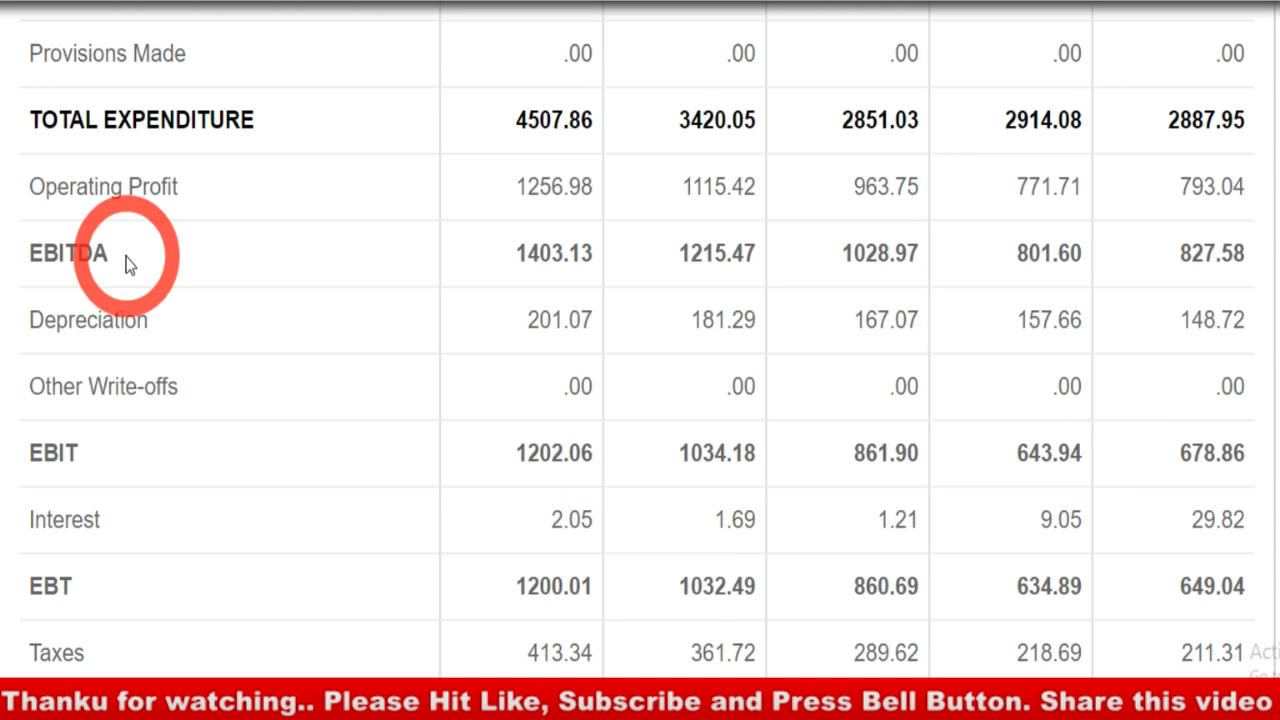 Provisions Made .00 .00 .00 .00 .00
TOTAL EXPENDITURE 4507.86 3420.05 2851.03 2914.08 2887.95
Operating Profit 1256.98 1115.42 963.75 771.71 793.04
EBITDA 1403.13 1215.47 1028.97 801.60 827.58
Depreciation 201.07 181.29 167.07 157.66 148.72
Other Write-offs .00 .00 .00 .00 .00
EBIT 1202.06 1034.18 861.90 643.94 678.86
Interest 2.05 1.69 1.21 9.05 29.82
EBT 1200.01 1032.49 860.69 634.89 649.04
Taxes 413.34 361.72 289.62 218.69 211.31
Thanku for watching.. Please Hit Like, Subscribe and Press Bell Button. Share this video